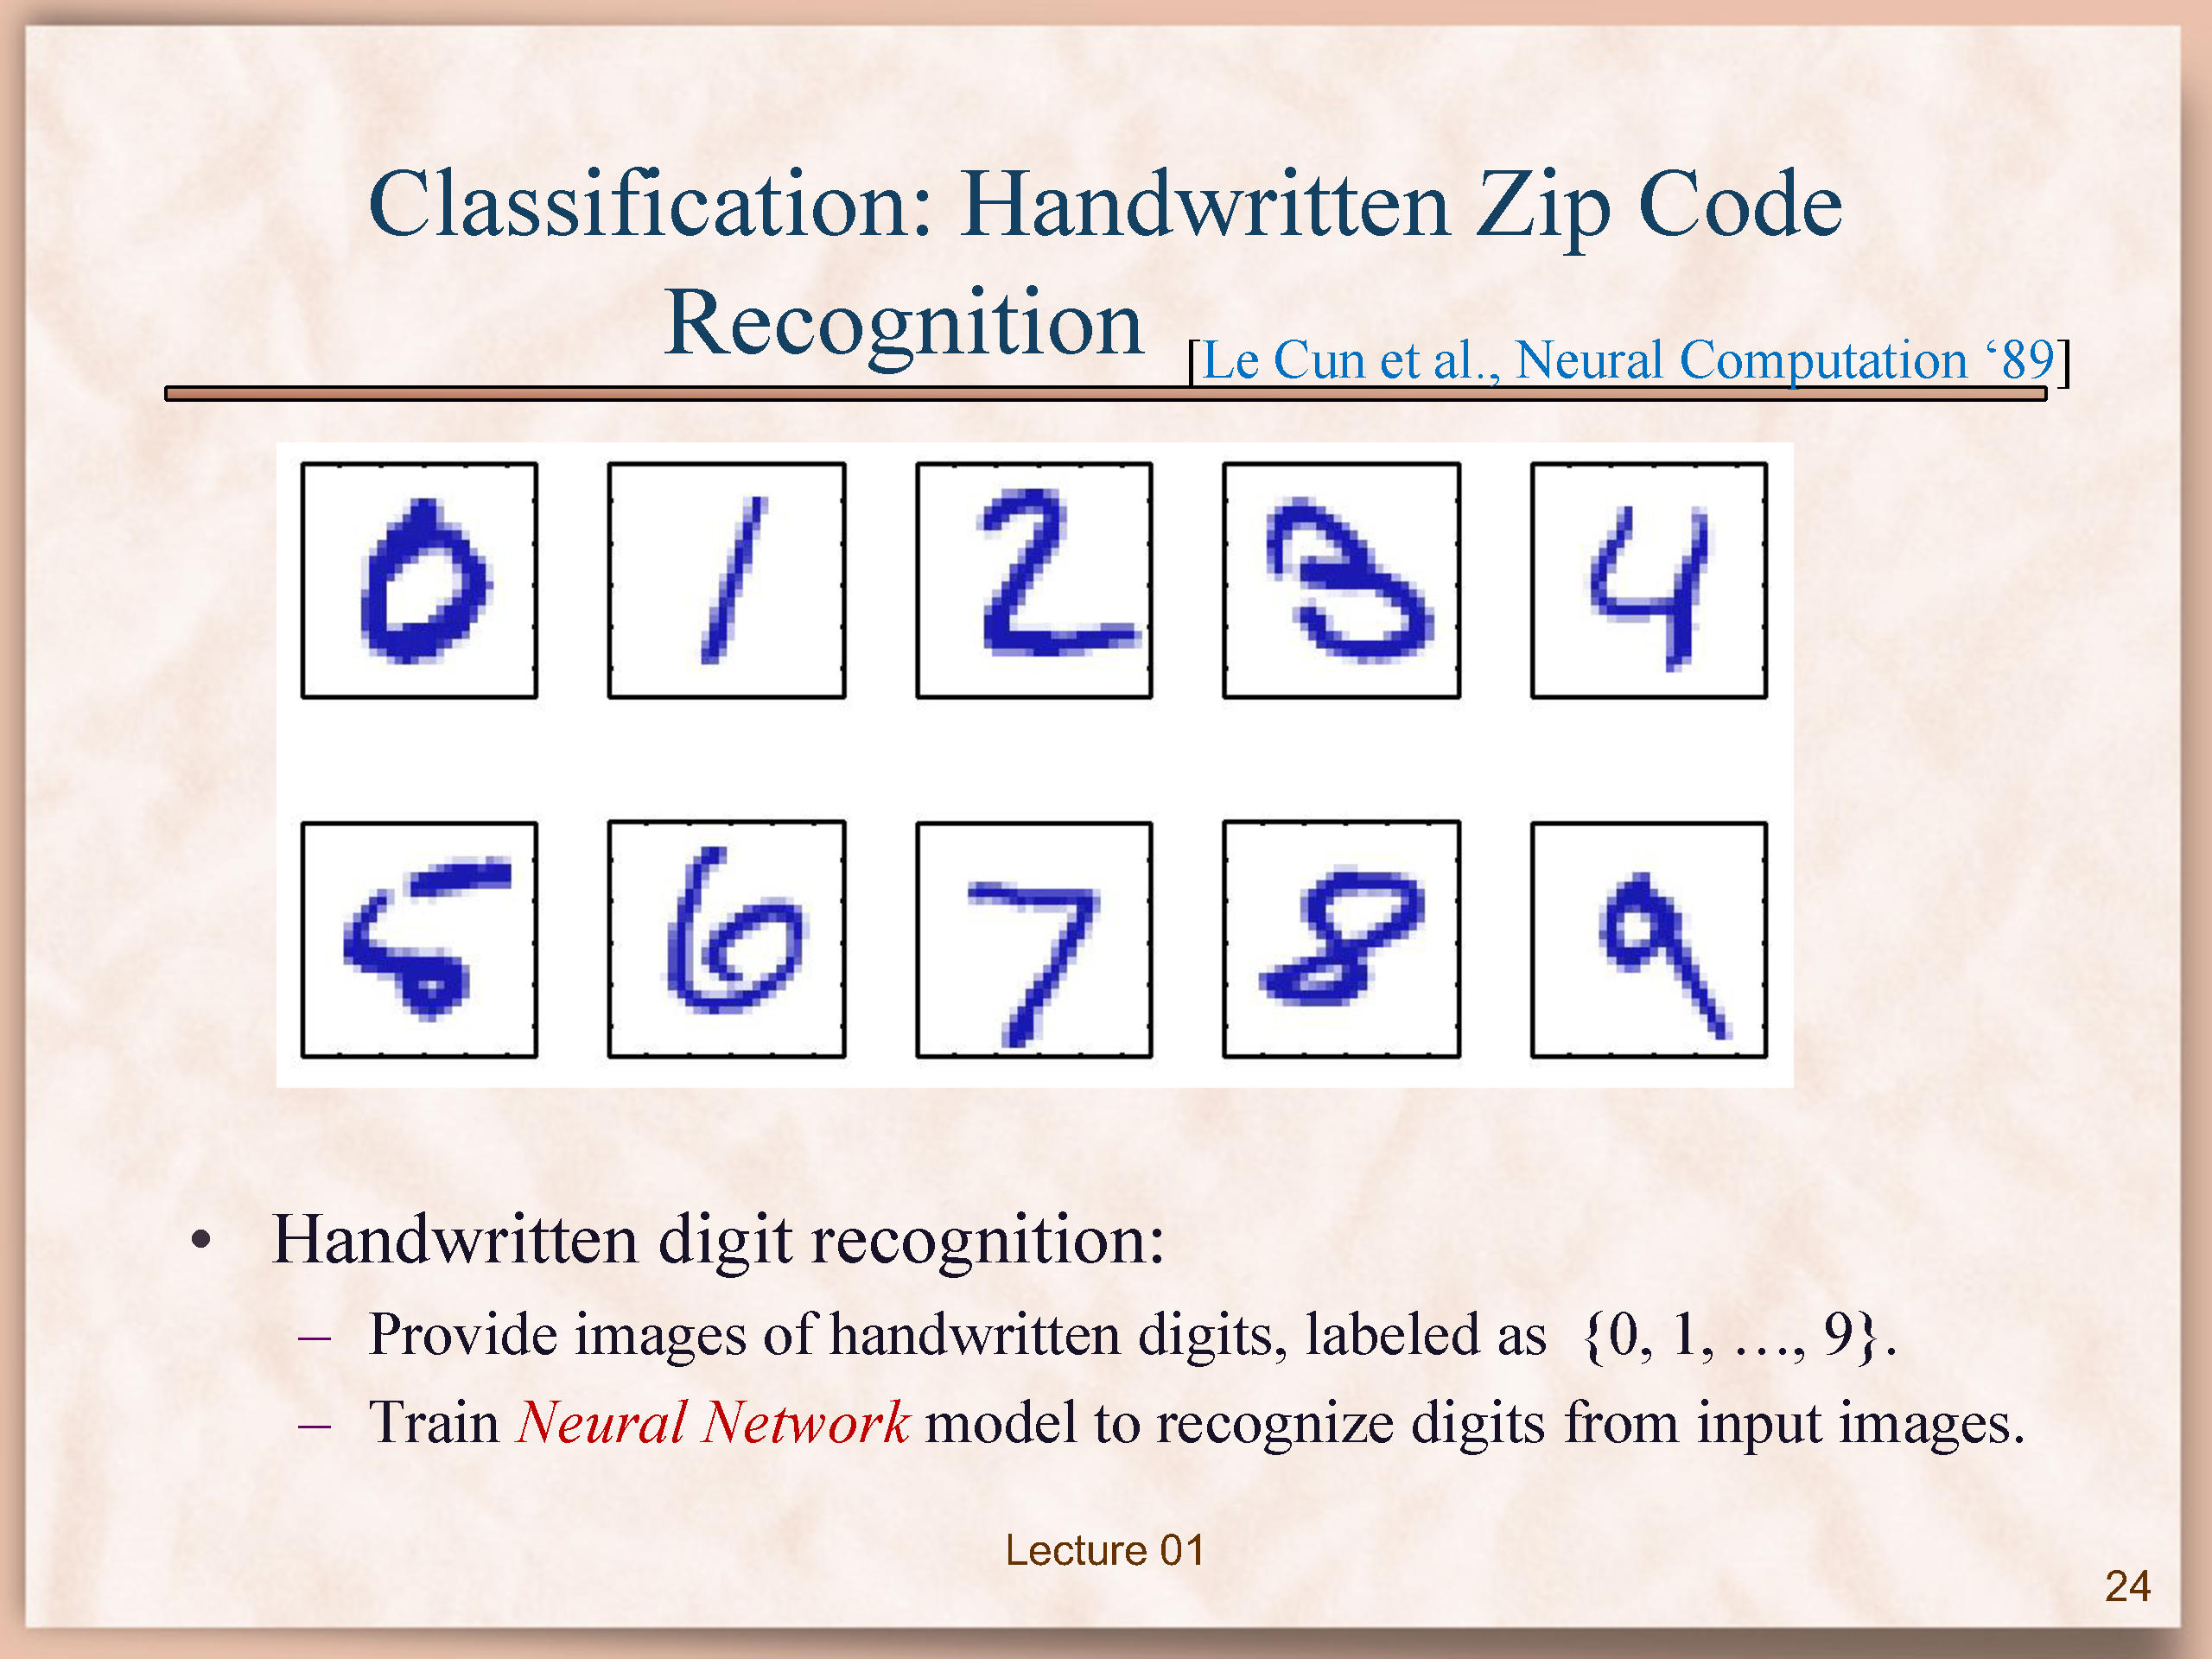 Classification: Handwritten Zip Code
Recognition [Le Cun et al., Neural Computation ‘89]
0 1 2 3 4
5 6 7 8 9
• Handwritten digit recognition:
– Provide images of handwritten digits, labeled as {0, 1, …, 9}.
– Train Neural Network model to recognize digits from input images.
Lecture 01
24